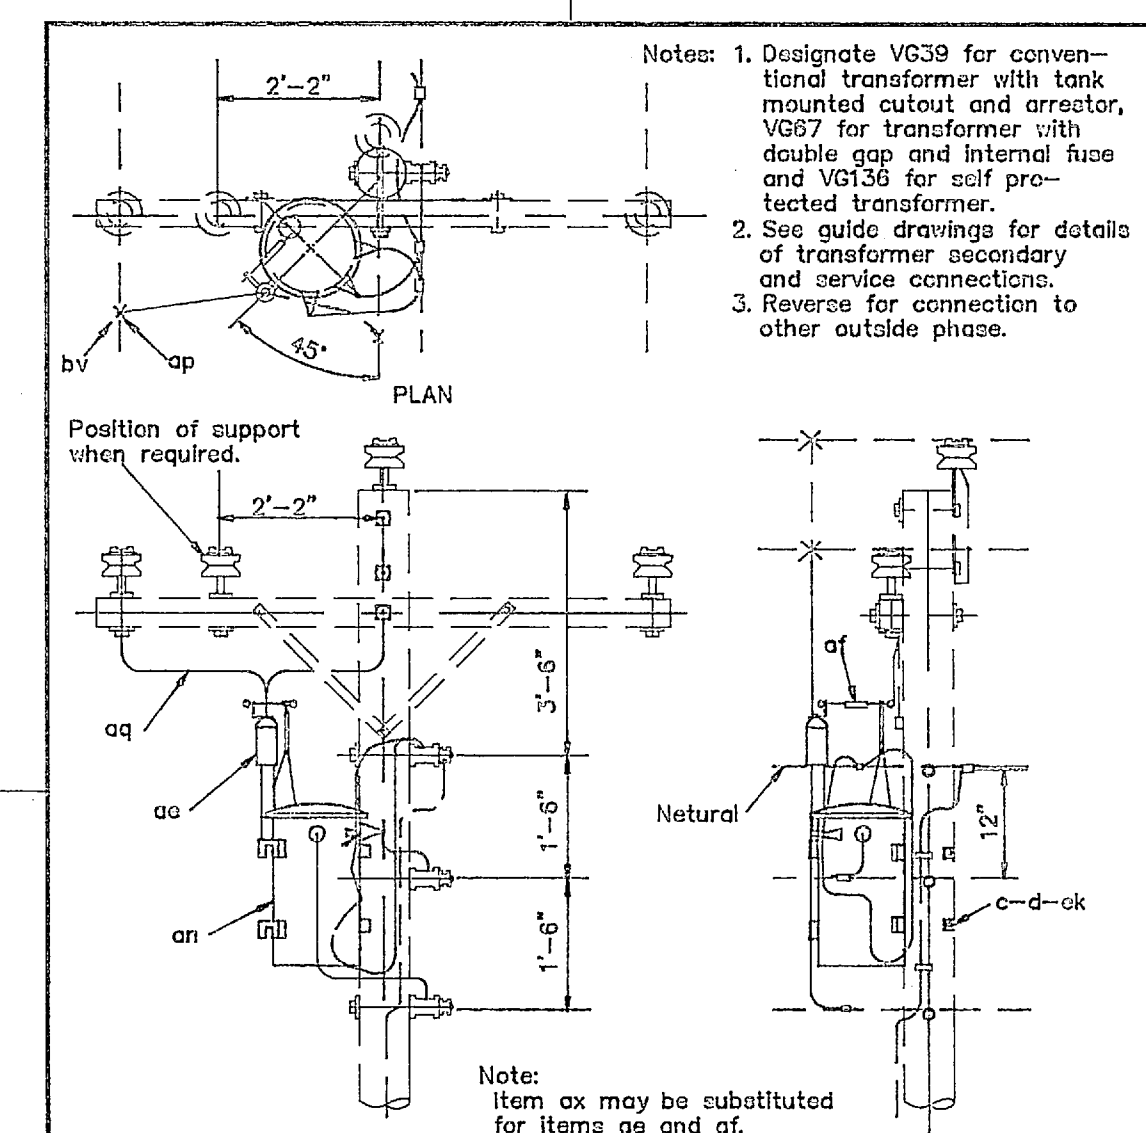 Notes: 1. Designate VG39 for conven-
tional transformer with tank
mounted cutout and arrestor,
VG67 for transformer with
double gap and internal fuse
and VG136 for self pro-
tected transformer.
2. See guide drawings for details
of transformer secondary
and service connections.
3. Reverse for connection to
other outside phase.
2'-2"
45°
bv
ap
PLAN
Position of support
when required.
2'-2"
3'-6"
1'-6"
1'-6"
aq
ae
an
af
Netural
12"
c-d-ek
Note:
item ax may be substituted
for items ae and af.